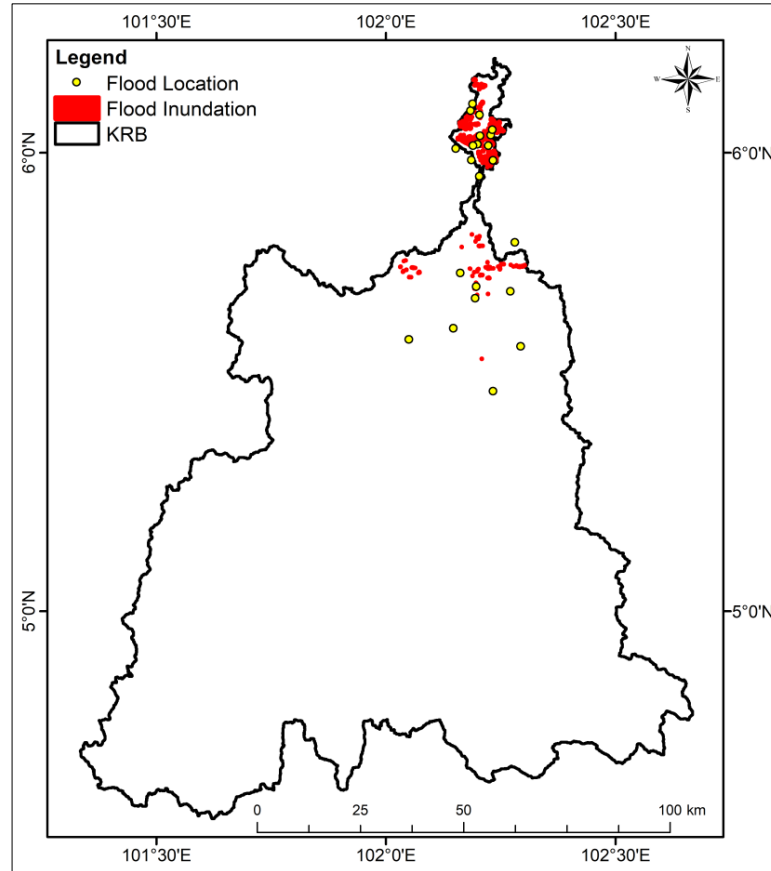 101°30'E 102°0'E 102°30'E
Legend
Flood Location
Flood Inundation
KRB
N
W E
S
6°0'N 6°0'N
5°0'N 5°0'N
0 25 50 100 km
101°30'E 102°0'E 102°30'E